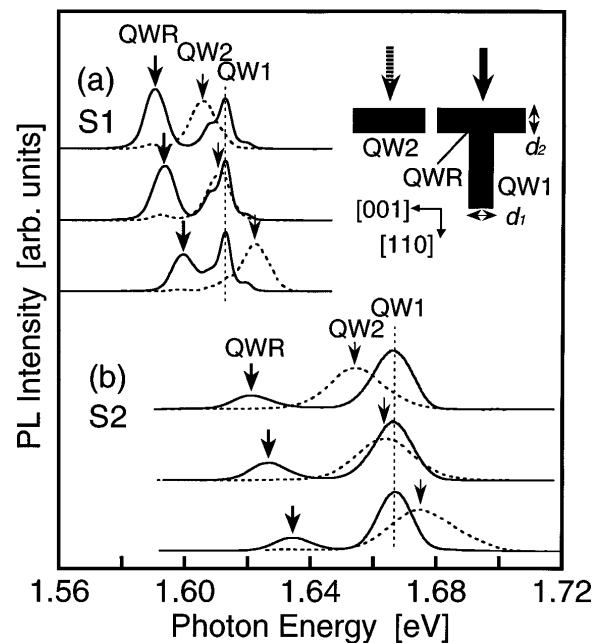 (a)
S1
QWR
QW2
QW1
QW2
QWR
QW1
d2
d1
[001]
[110]
(b)
S2
QWR
QW2
QW1
PL Intensity [arb. units]
1.56 1.60 1.64 1.68 1.72
Photon Energy [eV]